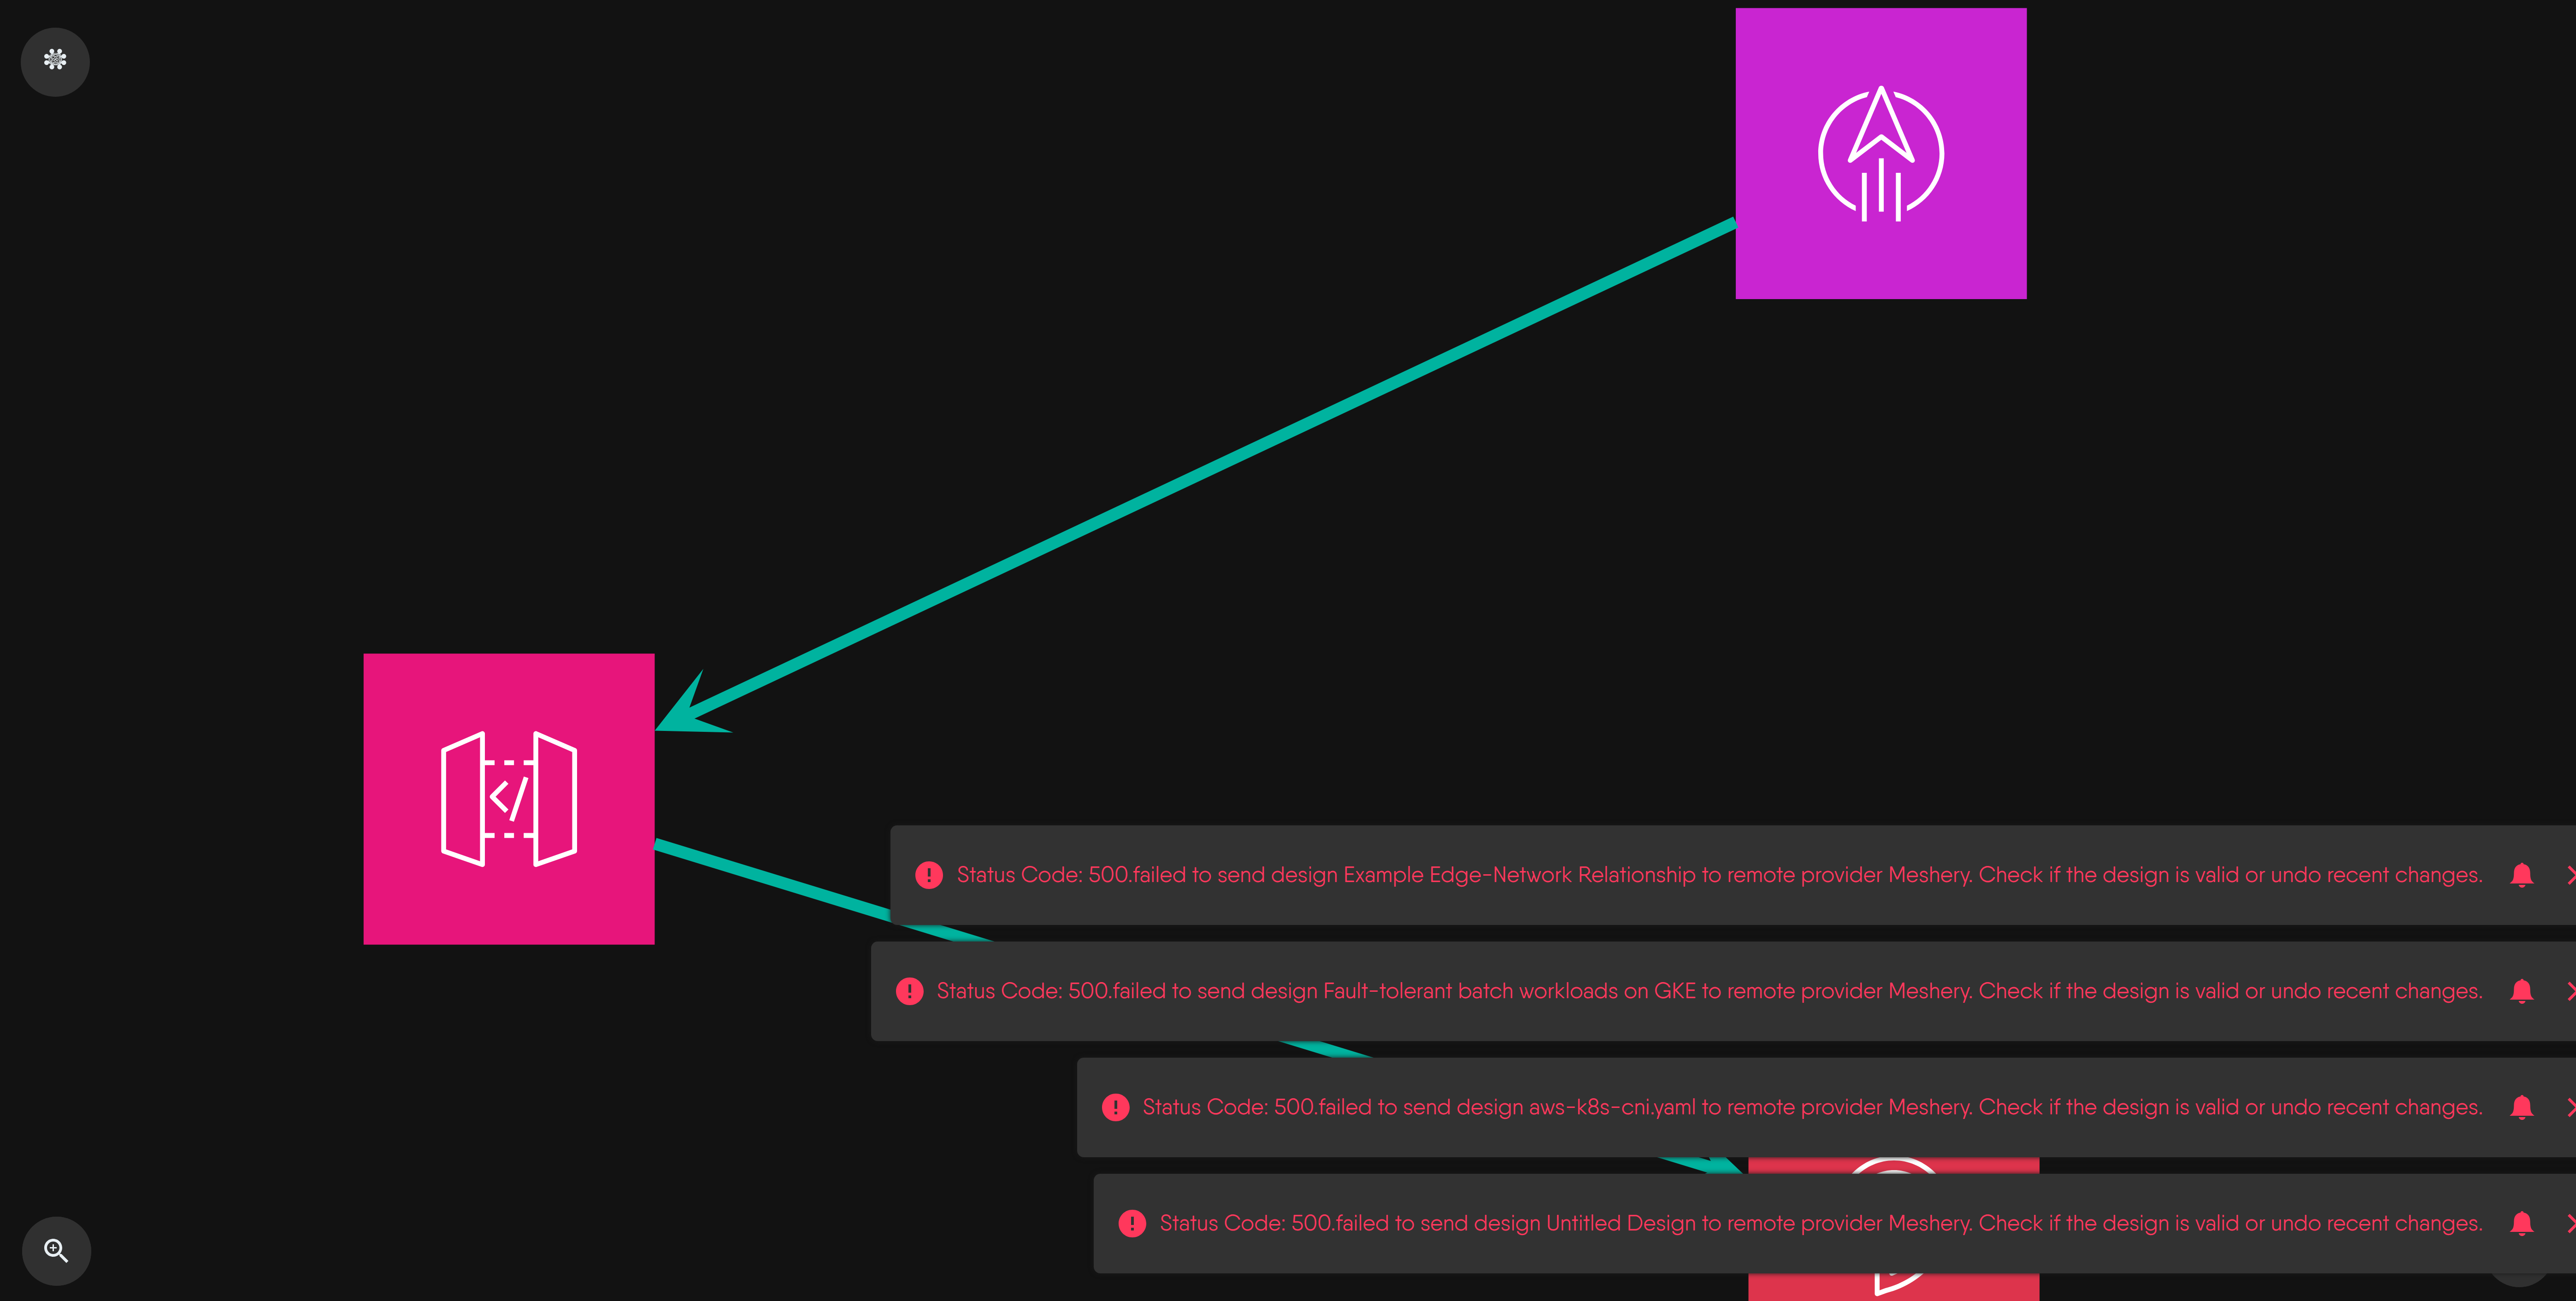 Status Code: 500.failed to send design Example Edge-Network Relationship to remote provider Meshery. Check if the design is valid or undo recent changes.
Status Code: 500.failed to send design Fault-tolerant batch workloads on GKE to remote provider Meshery. Check if the design is valid or undo recent changes.
Status Code: 500.failed to send design aws-k8s-cni.yaml to remote provider Meshery. Check if the design is valid or undo recent changes.
Status Code: 500.failed to send design Untitled Design to remote provider Meshery. Check if the design is valid or undo recent changes.